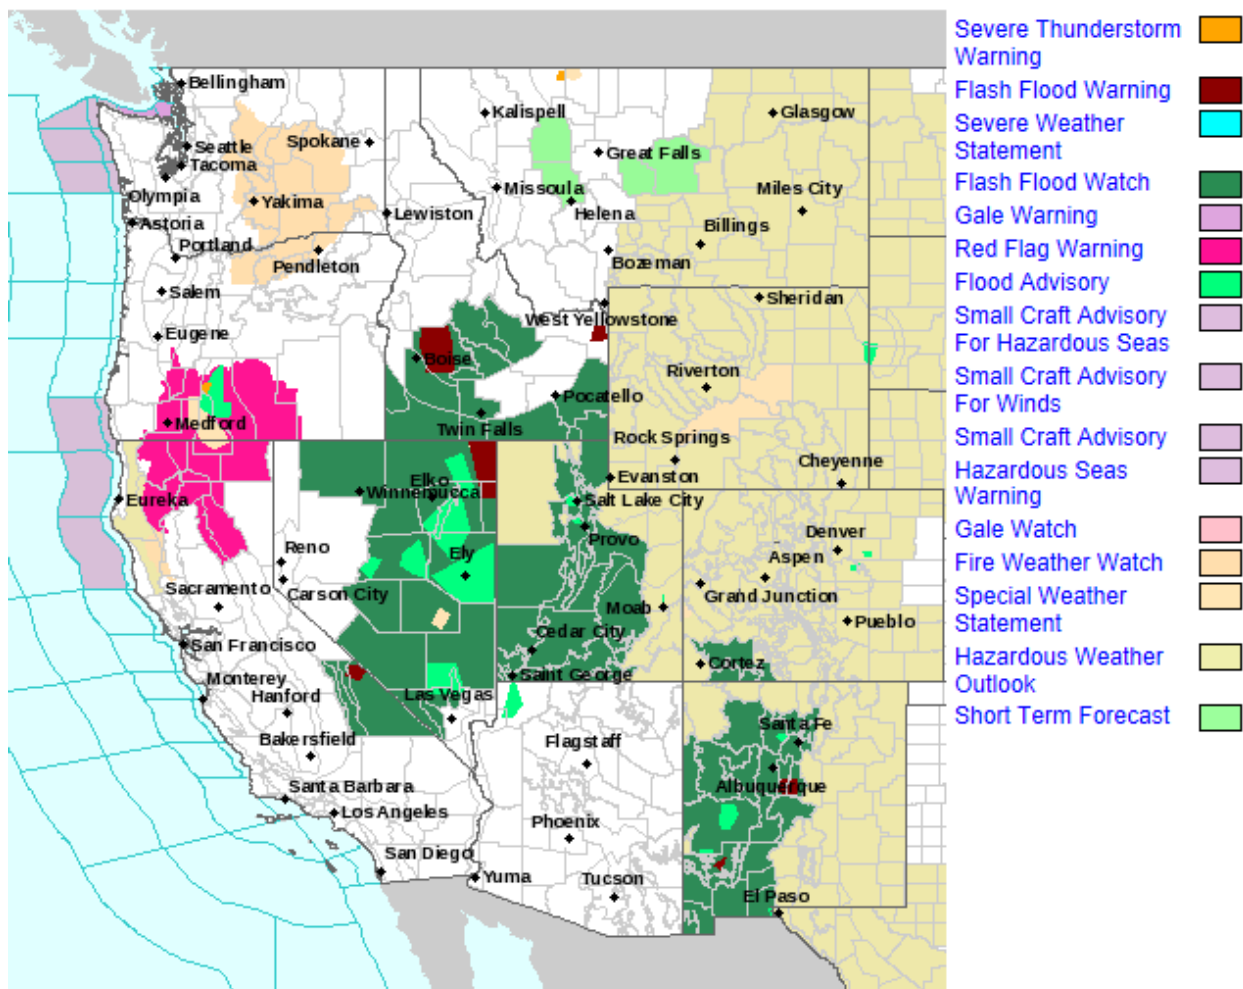 Bellingham
Kalispell
Glasgow
Seattle
Spokane
Great Falls
Tacoma
Olympia
Missoula
Miles City
Yakima
Lewiston
Helena
Astoria
Billings
Portland
Pendleton
Bozeman
Salem
Sheridan
West Yellowstone
Eugene
Boise
Riverton
Pocatello
Medford
Twin Falls
Rock Springs
Cheyenne
Elko
Evanston
Winnemucca
Eureka
Salt Lake City
Provo
Denver
Reno
Ely
Aspen
Sacramento
Carson City
Grand Junction
Moab
Pueblo
Cedar City
San Francisco
Cortez
Saint George
Monterey
Hanford
Las Vegas
Santa Fe
Bakersfield
Flagstaff
Albuquerque
Santa Barbara
Los Angeles
Phoenix
San Diego
Yuma
Tucson
El Paso
Severe Thunderstorm
Warning
Flash Flood Warning
Severe Weather
Statement
Flash Flood Watch
Gale Warning
Red Flag Warning
Flood Advisory
Small Craft Advisory
For Hazardous Seas
Small Craft Advisory
For Winds
Small Craft Advisory
Hazardous Seas
Warning
Gale Watch
Fire Weather Watch
Special Weather
Statement
Hazardous Weather
Outlook
Short Term Forecast